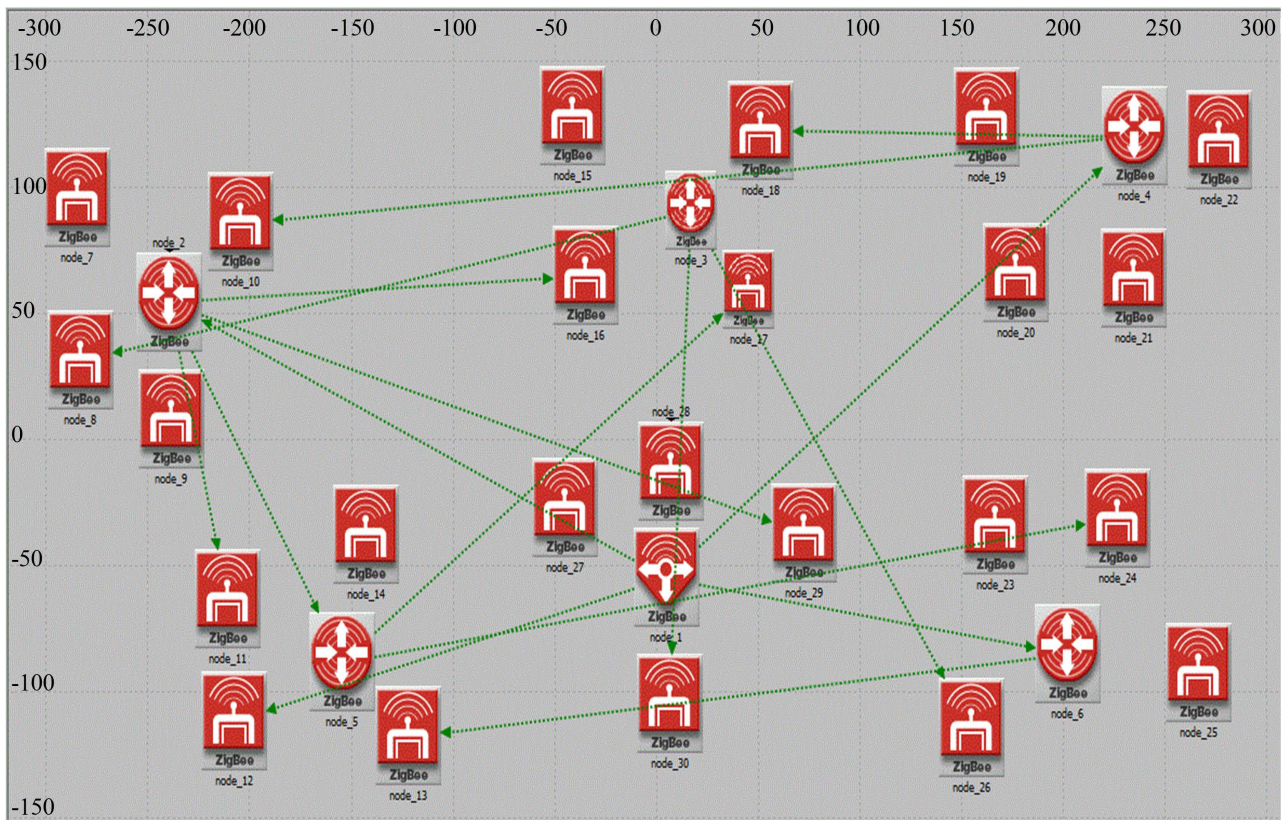 -300 -250 -200 -150 -100 -50 0 50 100 150 200 250 300
150
ZigBee
node_15
ZigBee
node_18
ZigBee
node_19
ZigBee
node_4
ZigBee
node_22
100
ZigBee
node_7
ZigBee
node_10
ZigBee
node_3
node_2
ZigBee
ZigBee
node_16
ZigBee
node_17
ZigBee
node_20
ZigBee
node_21
50
ZigBee
node_8
ZigBee
node_9
0
node_28
ZigBee
ZigBee
node_14
ZigBee
node_27
ZigBee
node_29
ZigBee
node_23
ZigBee
node_24
-50
ZigBee
node_11
ZigBee
node_1
ZigBee
node_5
ZigBee
node_6
-100
ZigBee
node_12
ZigBee
node_13
ZigBee
node_30
ZigBee
node_26
ZigBee
node_25
-150